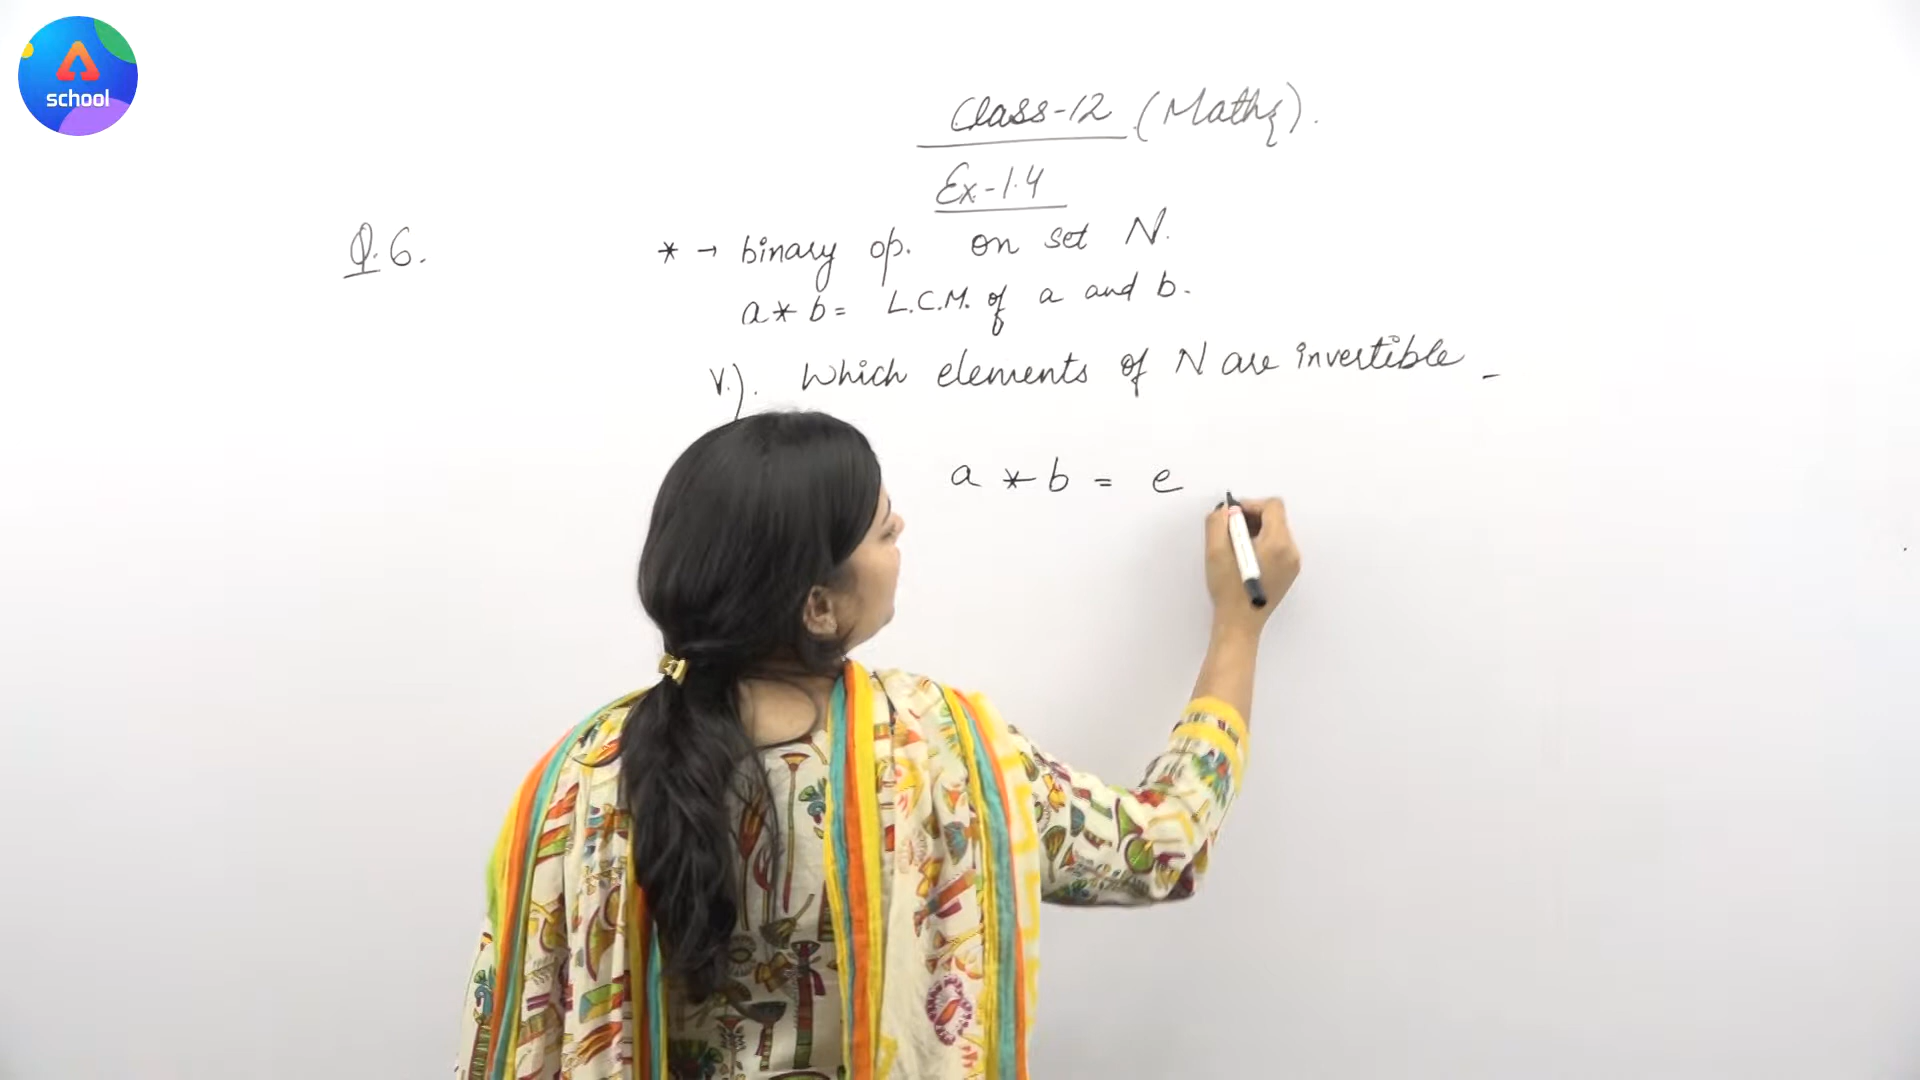 school
Class-12 (Maths).
Ex-1.4
Q.6.
* → binary op. on set N.
a * b = L.C.M. of a and b.
v.). Which elements of N are invertible -
a * b = e